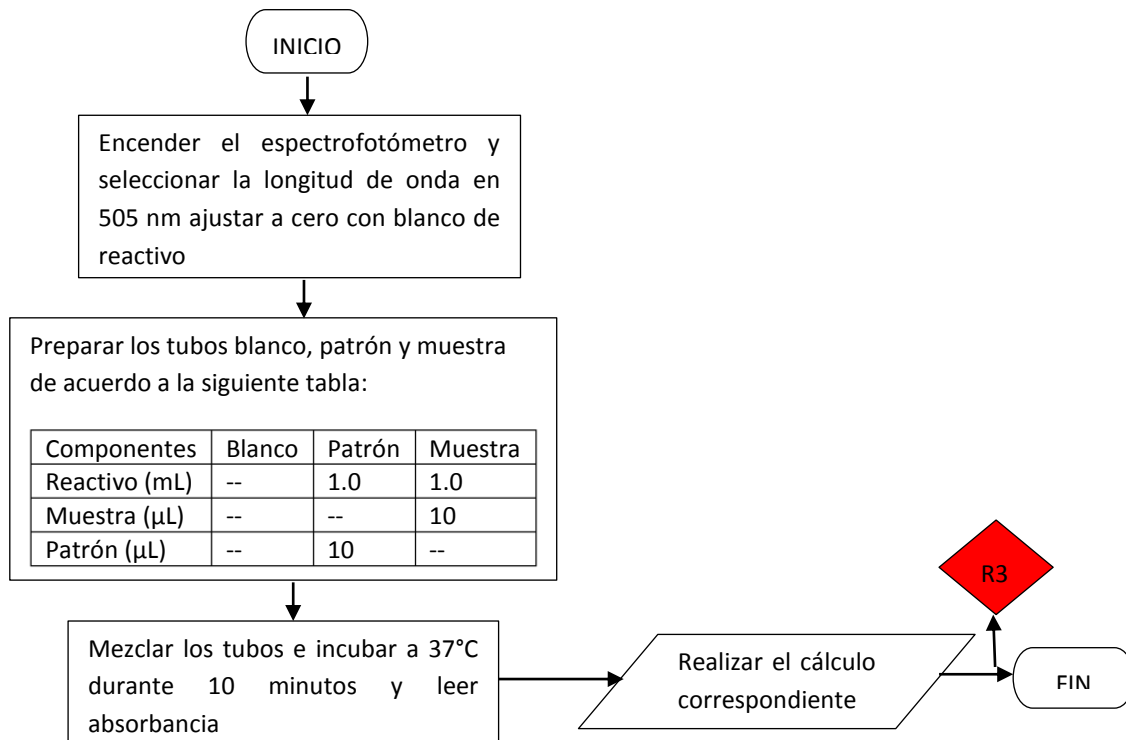 INICIO
Encender el espectrofotómetro y
seleccionar la longitud de onda en
505 nm ajustar a cero con blanco de
reactivo
Preparar los tubos blanco, patrón y muestra
de acuerdo a la siguiente tabla:
Componentes Blanco Patrón Muestra
Reactivo (mL) -- 1.0 1.0
Muestra (µL) -- -- 10
Patrón (µL) -- 10 --
Mezclar los tubos e incubar a 37°C
durante 10 minutos y leer
absorbancia
Realizar el cálculo
correspondiente
R3
FIN